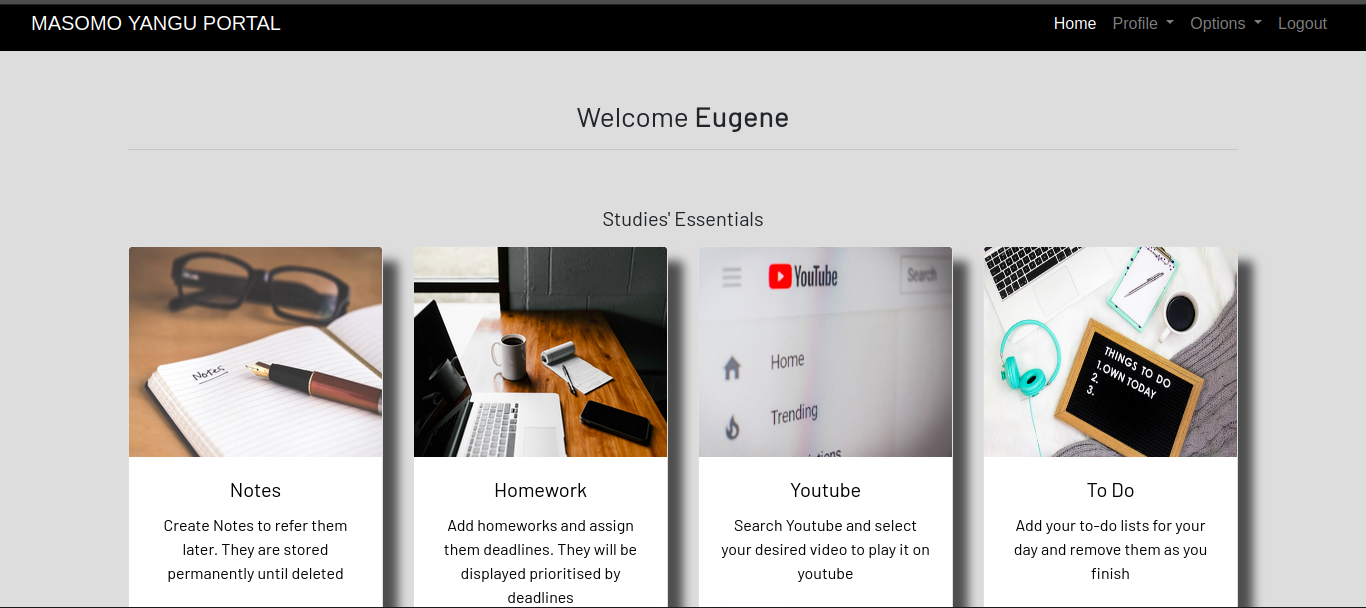 MASOMO YANGU PORTAL
Home Profile Options Logout
Welcome Eugene
Studies' Essentials
Notes
YouTube
Search
Home
Trending
THINGS TO DO
1.OWN TODAY
2.
3.
Notes
Create Notes to refer them
later. They are stored
permanently until deleted
Homework
Add homeworks and assign
them deadlines. They will be
displayed prioritised by
deadlines
Youtube
Search Youtube and select
your desired video to play it on
youtube
To Do
Add your to-do lists for your
day and remove them as you
finish